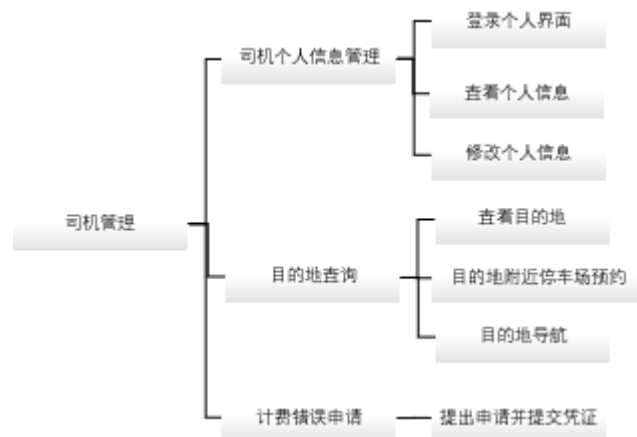 司机管理
司机个人信息管理
登录个人界面
查看个人信息
修改个人信息
目的地查询
查看目的地
目的地附近停车场预约
目的地导航
计费错误申请
提出申请并提交凭证